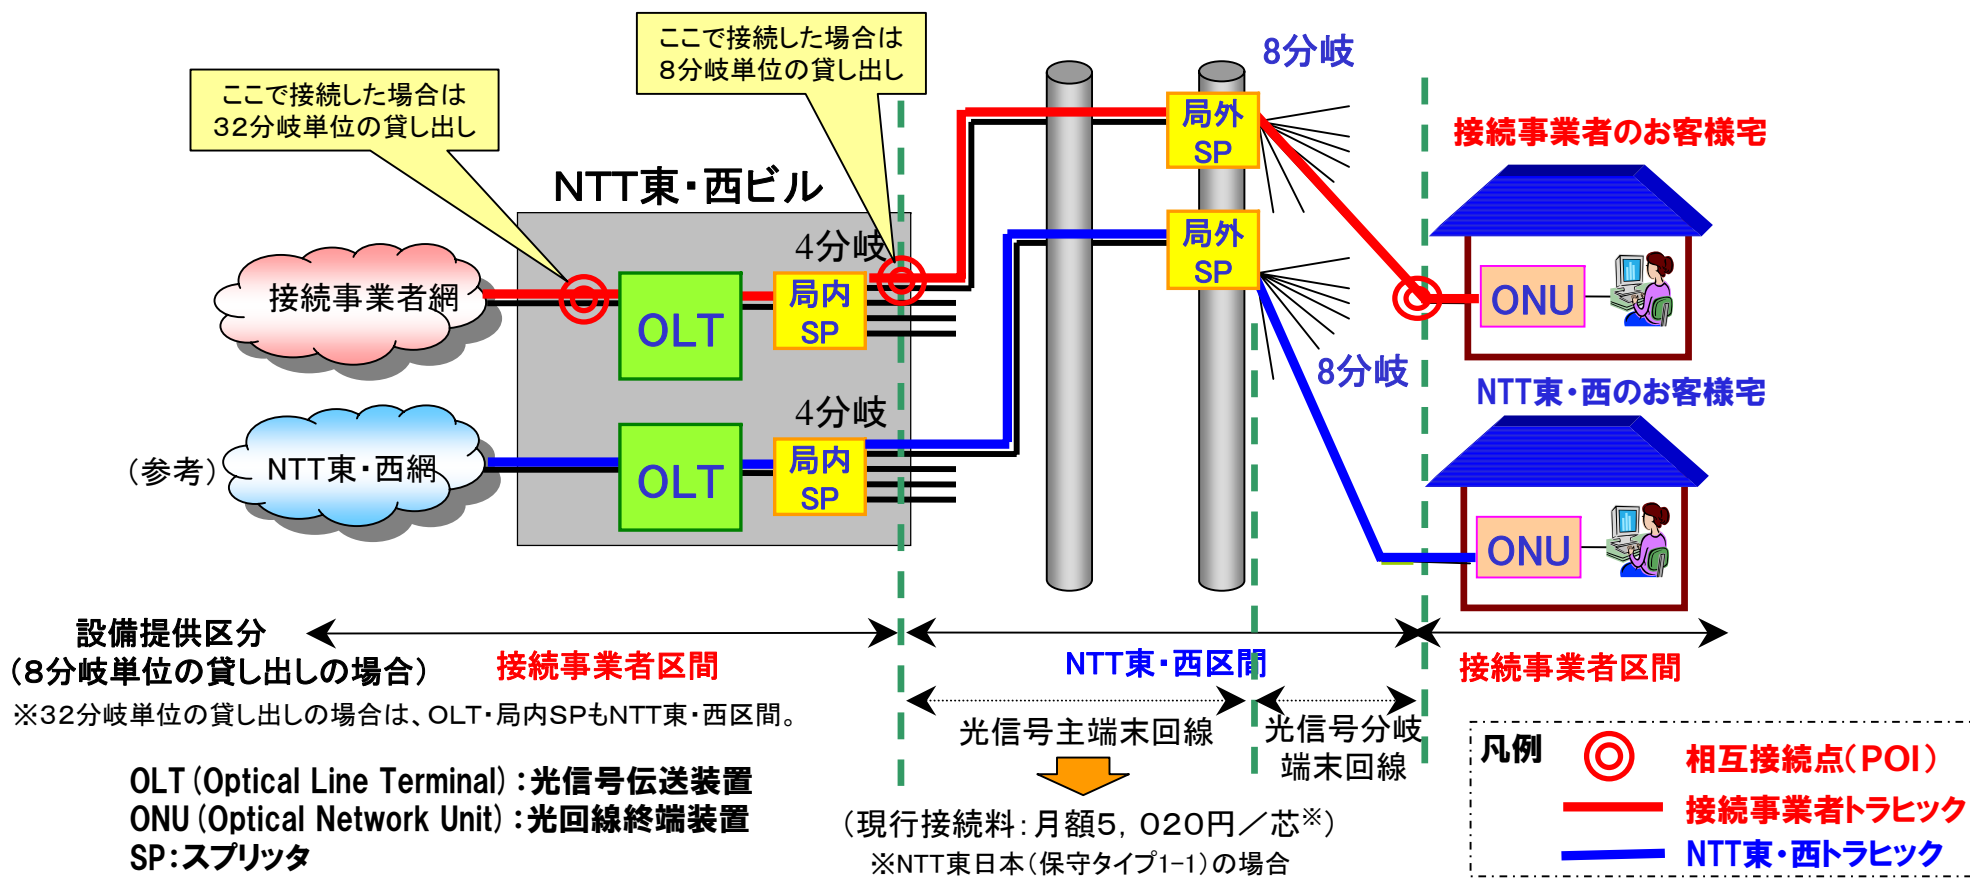 ここで接続した場合は
8分岐単位の貸し出し
ここで接続した場合は
32分岐単位の貸し出し
8分岐
NTT東・西ビル
局外
SP
接続事業者のお客様宅
4分岐
局外
SP
接続事業者網
OLT
局内
SP
ONU
8分岐
NTT東・西のお客様宅
4分岐
(参考)
NTT東・西網
OLT
局内
SP
ONU
設備提供区分
(8分岐単位の貸し出しの場合)
接続事業者区間
NTT東・西区間
接続事業者区間
※32分岐単位の貸し出しの場合は、OLT・局内SPもNTT東・西区間。
光信号主端末回線
光信号分岐
端末回線
OLT(Optical Line Terminal):光信号伝送装置
ONU(Optical Network Unit):光回線終端装置
SP:スプリッタ
(現行接続料:月額5,020円/芯※)
※NTT東日本(保守タイプ1-1)の場合
凡例
相互接続点(POI)
接続事業者トラヒック
NTT東・西トラヒック